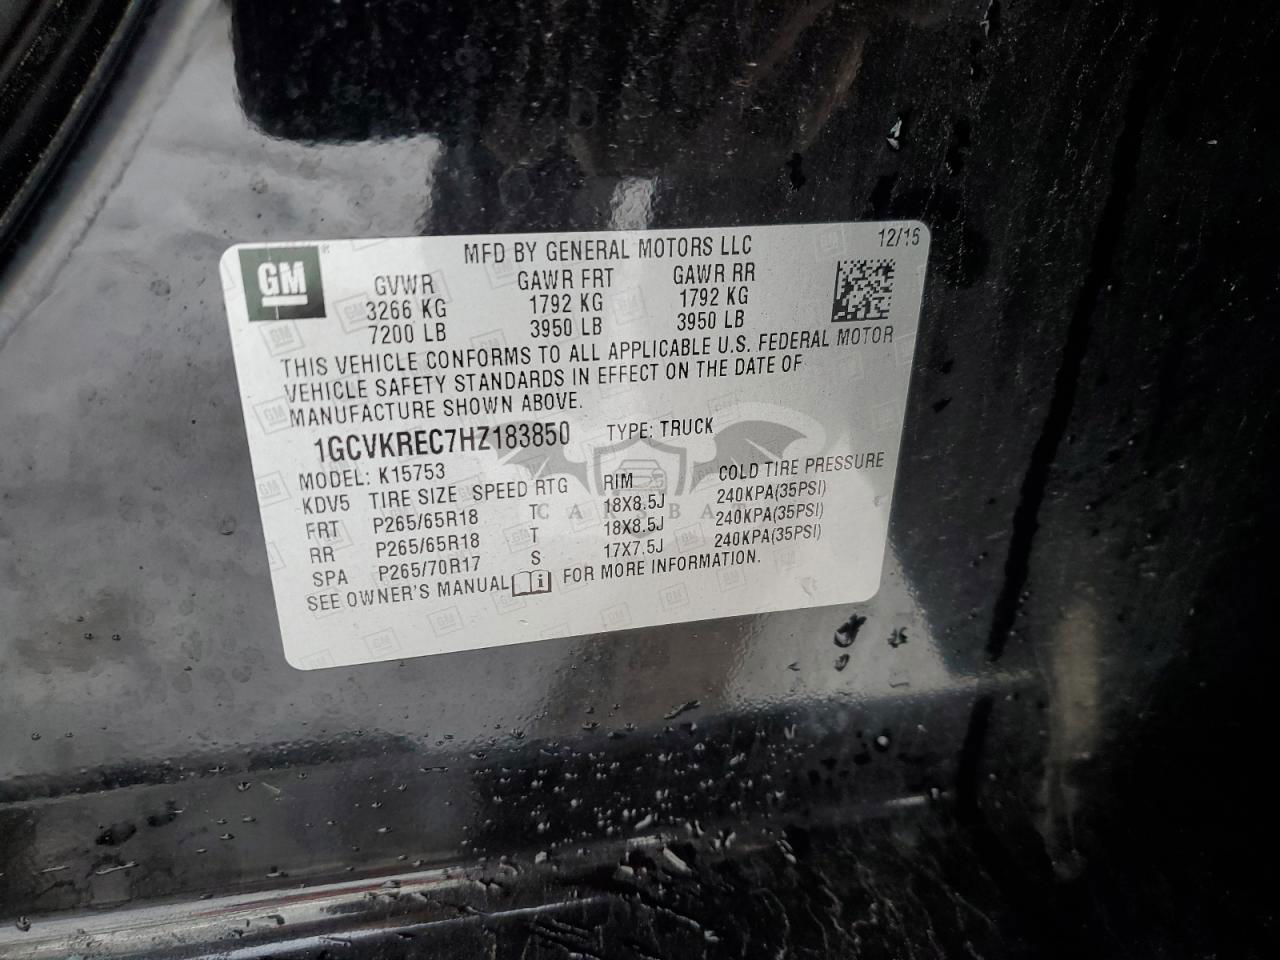 GM
MFD BY GENERAL MOTORS LLC 12/16
GVWR GAWR FRT GAWR RR
3266 KG 1792 KG 1792 KG
7200 LB 3950 LB 3950 LB
THIS VEHICLE CONFORMS TO ALL APPLICABLE U.S. FEDERAL MOTOR
VEHICLE SAFETY STANDARDS IN EFFECT ON THE DATE OF
MANUFACTURE SHOWN ABOVE.
1GCVKREC7HZ183850 TYPE: TRUCK
MODEL: K15753
KDV5 TIRE SIZE SPEED RTG RIM COLD TIRE PRESSURE
FRT P265/65R18 T 18X8.5J 240KPA(35PSI)
RR P265/65R18 T 18X8.5J 240KPA(35PSI)
SPA P265/70R17 S 17X7.5J 240KPA(35PSI)
SEE OWNER'S MANUAL FOR MORE INFORMATION.
CARSBAT